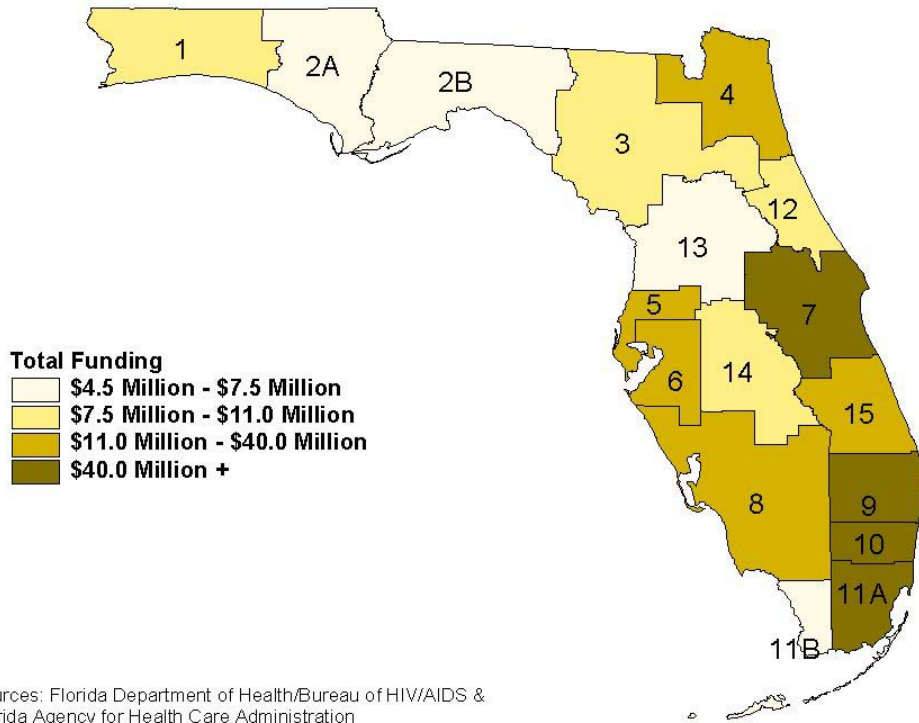 1
2A
2B
4
3
12
13
7
5
14
6
15
8
9
10
11A
11B
Total Funding
$4.5 Million - $7.5 Million
$7.5 Million - $11.0 Million
$11.0 Million - $40.0 Million
$40.0 Million +
urces: Florida Department of Health/Bureau of HIV/AIDS &
rida Agency for Health Care Administration